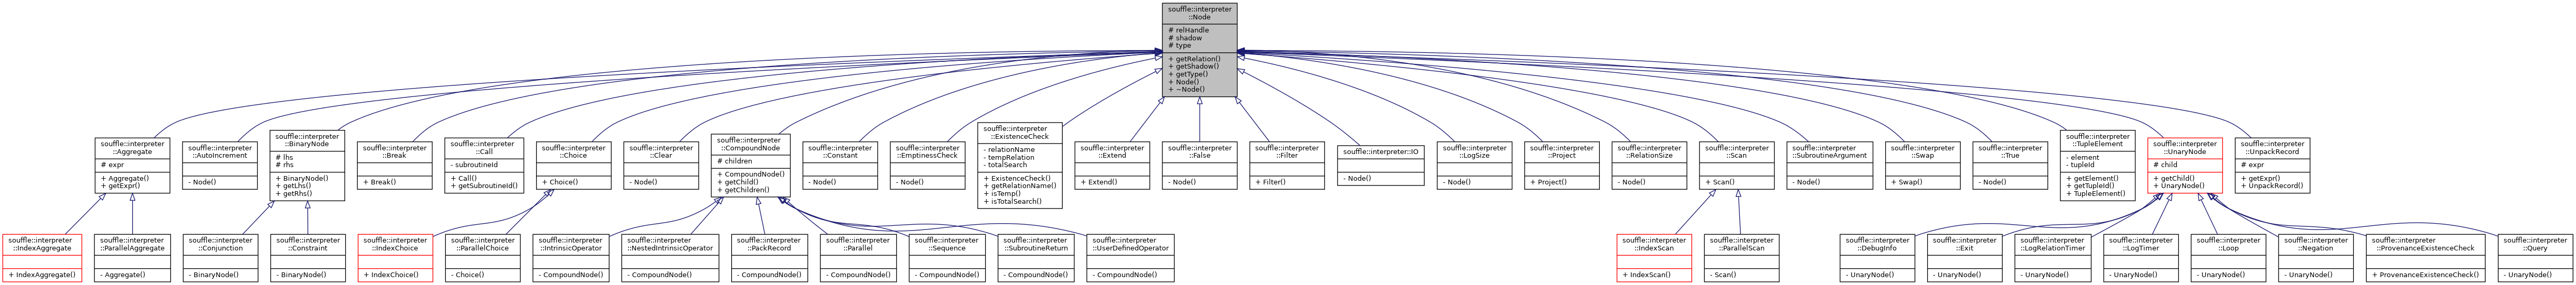 souffle::interpreter
::Node
# relHandle
# shadow
# type
+ getRelation()
+ getShadow()
+ getType()
+ Node()
+ ~Node()
souffle::interpreter
::Aggregate
# expr
+ Aggregate()
+ getExpr()
souffle::interpreter
::AutoIncrement
- Node()
souffle::interpreter
::BinaryNode
# lhs
# rhs
+ BinaryNode()
+ getLhs()
+ getRhs()
souffle::interpreter
::Break
+ Break()
souffle::interpreter
::Call
- subroutineId
+ Call()
+ getSubroutineId()
souffle::interpreter
::Choice
+ Choice()
souffle::interpreter
::Clear
- Node()
souffle::interpreter
::CompoundNode
# children
+ CompoundNode()
+ getChild()
+ getChildren()
souffle::interpreter
::Constant
- Node()
souffle::interpreter
::EmptinessCheck
- Node()
souffle::interpreter
::ExistenceCheck
- relationName
- tempRelation
- totalSearch
+ ExistenceCheck()
+ getRelationName()
+ isTemp()
+ isTotalSearch()
souffle::interpreter
::Extend
+ Extend()
souffle::interpreter
::False
- Node()
souffle::interpreter
::Filter
+ Filter()
souffle::interpreter::IO
- Node()
souffle::interpreter
::LogSize
- Node()
souffle::interpreter
::Project
+ Project()
souffle::interpreter
::RelationSize
- Node()
souffle::interpreter
::Scan
+ Scan()
souffle::interpreter
::SubroutineArgument
- Node()
souffle::interpreter
::Swap
+ Swap()
souffle::interpreter
::True
- Node()
souffle::interpreter
::TupleElement
- element
- tupleId
+ getElement()
+ getTupleId()
+ TupleElement()
souffle::interpreter
::UnaryNode
# child
+ getChild()
+ UnaryNode()
souffle::interpreter
::UnpackRecord
# expr
+ getExpr()
+ UnpackRecord()
souffle::interpreter
::IndexAggregate
+ IndexAggregate()
souffle::interpreter
::ParallelAggregate
- Aggregate()
souffle::interpreter
::Conjunction
- BinaryNode()
souffle::interpreter
::Constraint
- BinaryNode()
souffle::interpreter
::IndexChoice
+ IndexChoice()
souffle::interpreter
::ParallelChoice
- Choice()
souffle::interpreter
::IntrinsicOperator
- CompoundNode()
souffle::interpreter
::NestedIntrinsicOperator
- CompoundNode()
souffle::interpreter
::PackRecord
- CompoundNode()
souffle::interpreter
::Parallel
- CompoundNode()
souffle::interpreter
::Sequence
- CompoundNode()
souffle::interpreter
::SubroutineReturn
- CompoundNode()
souffle::interpreter
::UserDefinedOperator
- CompoundNode()
souffle::interpreter
::IndexScan
+ IndexScan()
souffle::interpreter
::ParallelScan
- Scan()
souffle::interpreter
::DebugInfo
- UnaryNode()
souffle::interpreter
::Exit
- UnaryNode()
souffle::interpreter
::LogRelationTimer
- UnaryNode()
souffle::interpreter
::LogTimer
- UnaryNode()
souffle::interpreter
::Loop
- UnaryNode()
souffle::interpreter
::Negation
- UnaryNode()
souffle::interpreter
::ProvenanceExistenceCheck
+ ProvenanceExistenceCheck()
souffle::interpreter
::Query
- UnaryNode()